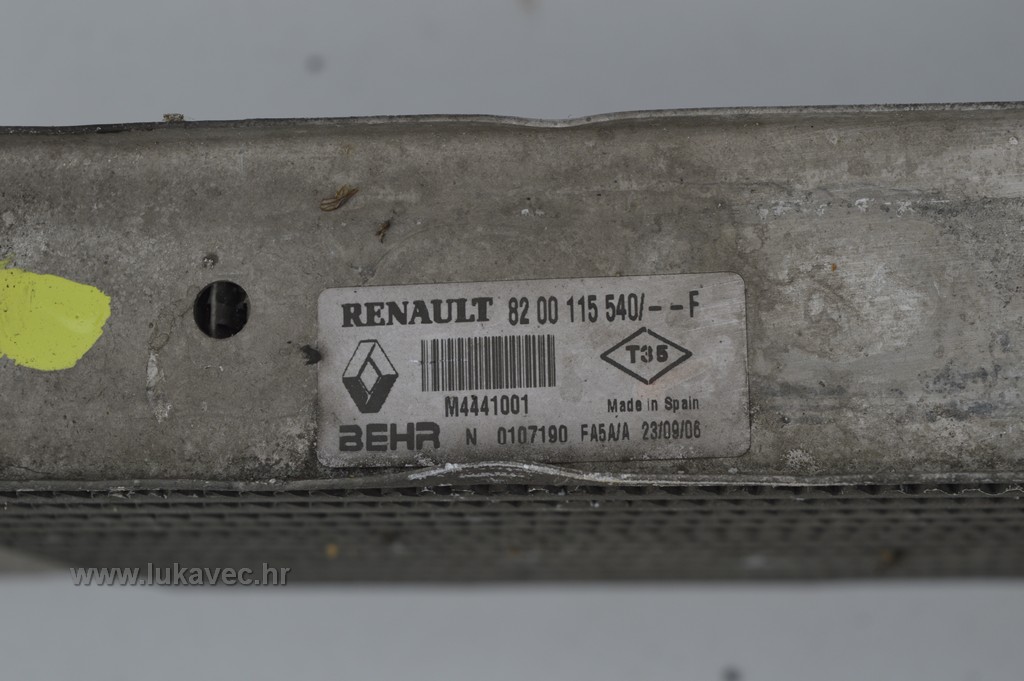 RENAULT 82 00 115 540/--F
M4441001
T35
Made in Spain
BEHR N 0107190 FA5A/A 23/09/06
www.lukavec.hr